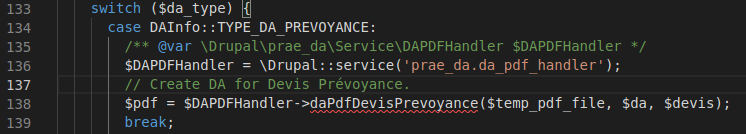 133 switch ($da_type) {
134 case DAInfo::TYPE_DA_PREVOYANCE:
135 /** @var \Drupal\prae_da\Service\DAPDFHandler $DAPDFHandler */
136 $DAPDFHandler = \Drupal::service('prae_da.da_pdf_handler');
137 // Create DA for Devis Prévoyance.
138 $pdf = $DAPDFHandler->daPdfDevisPrevoyance($temp_pdf_file, $da, $devis);
139 break;